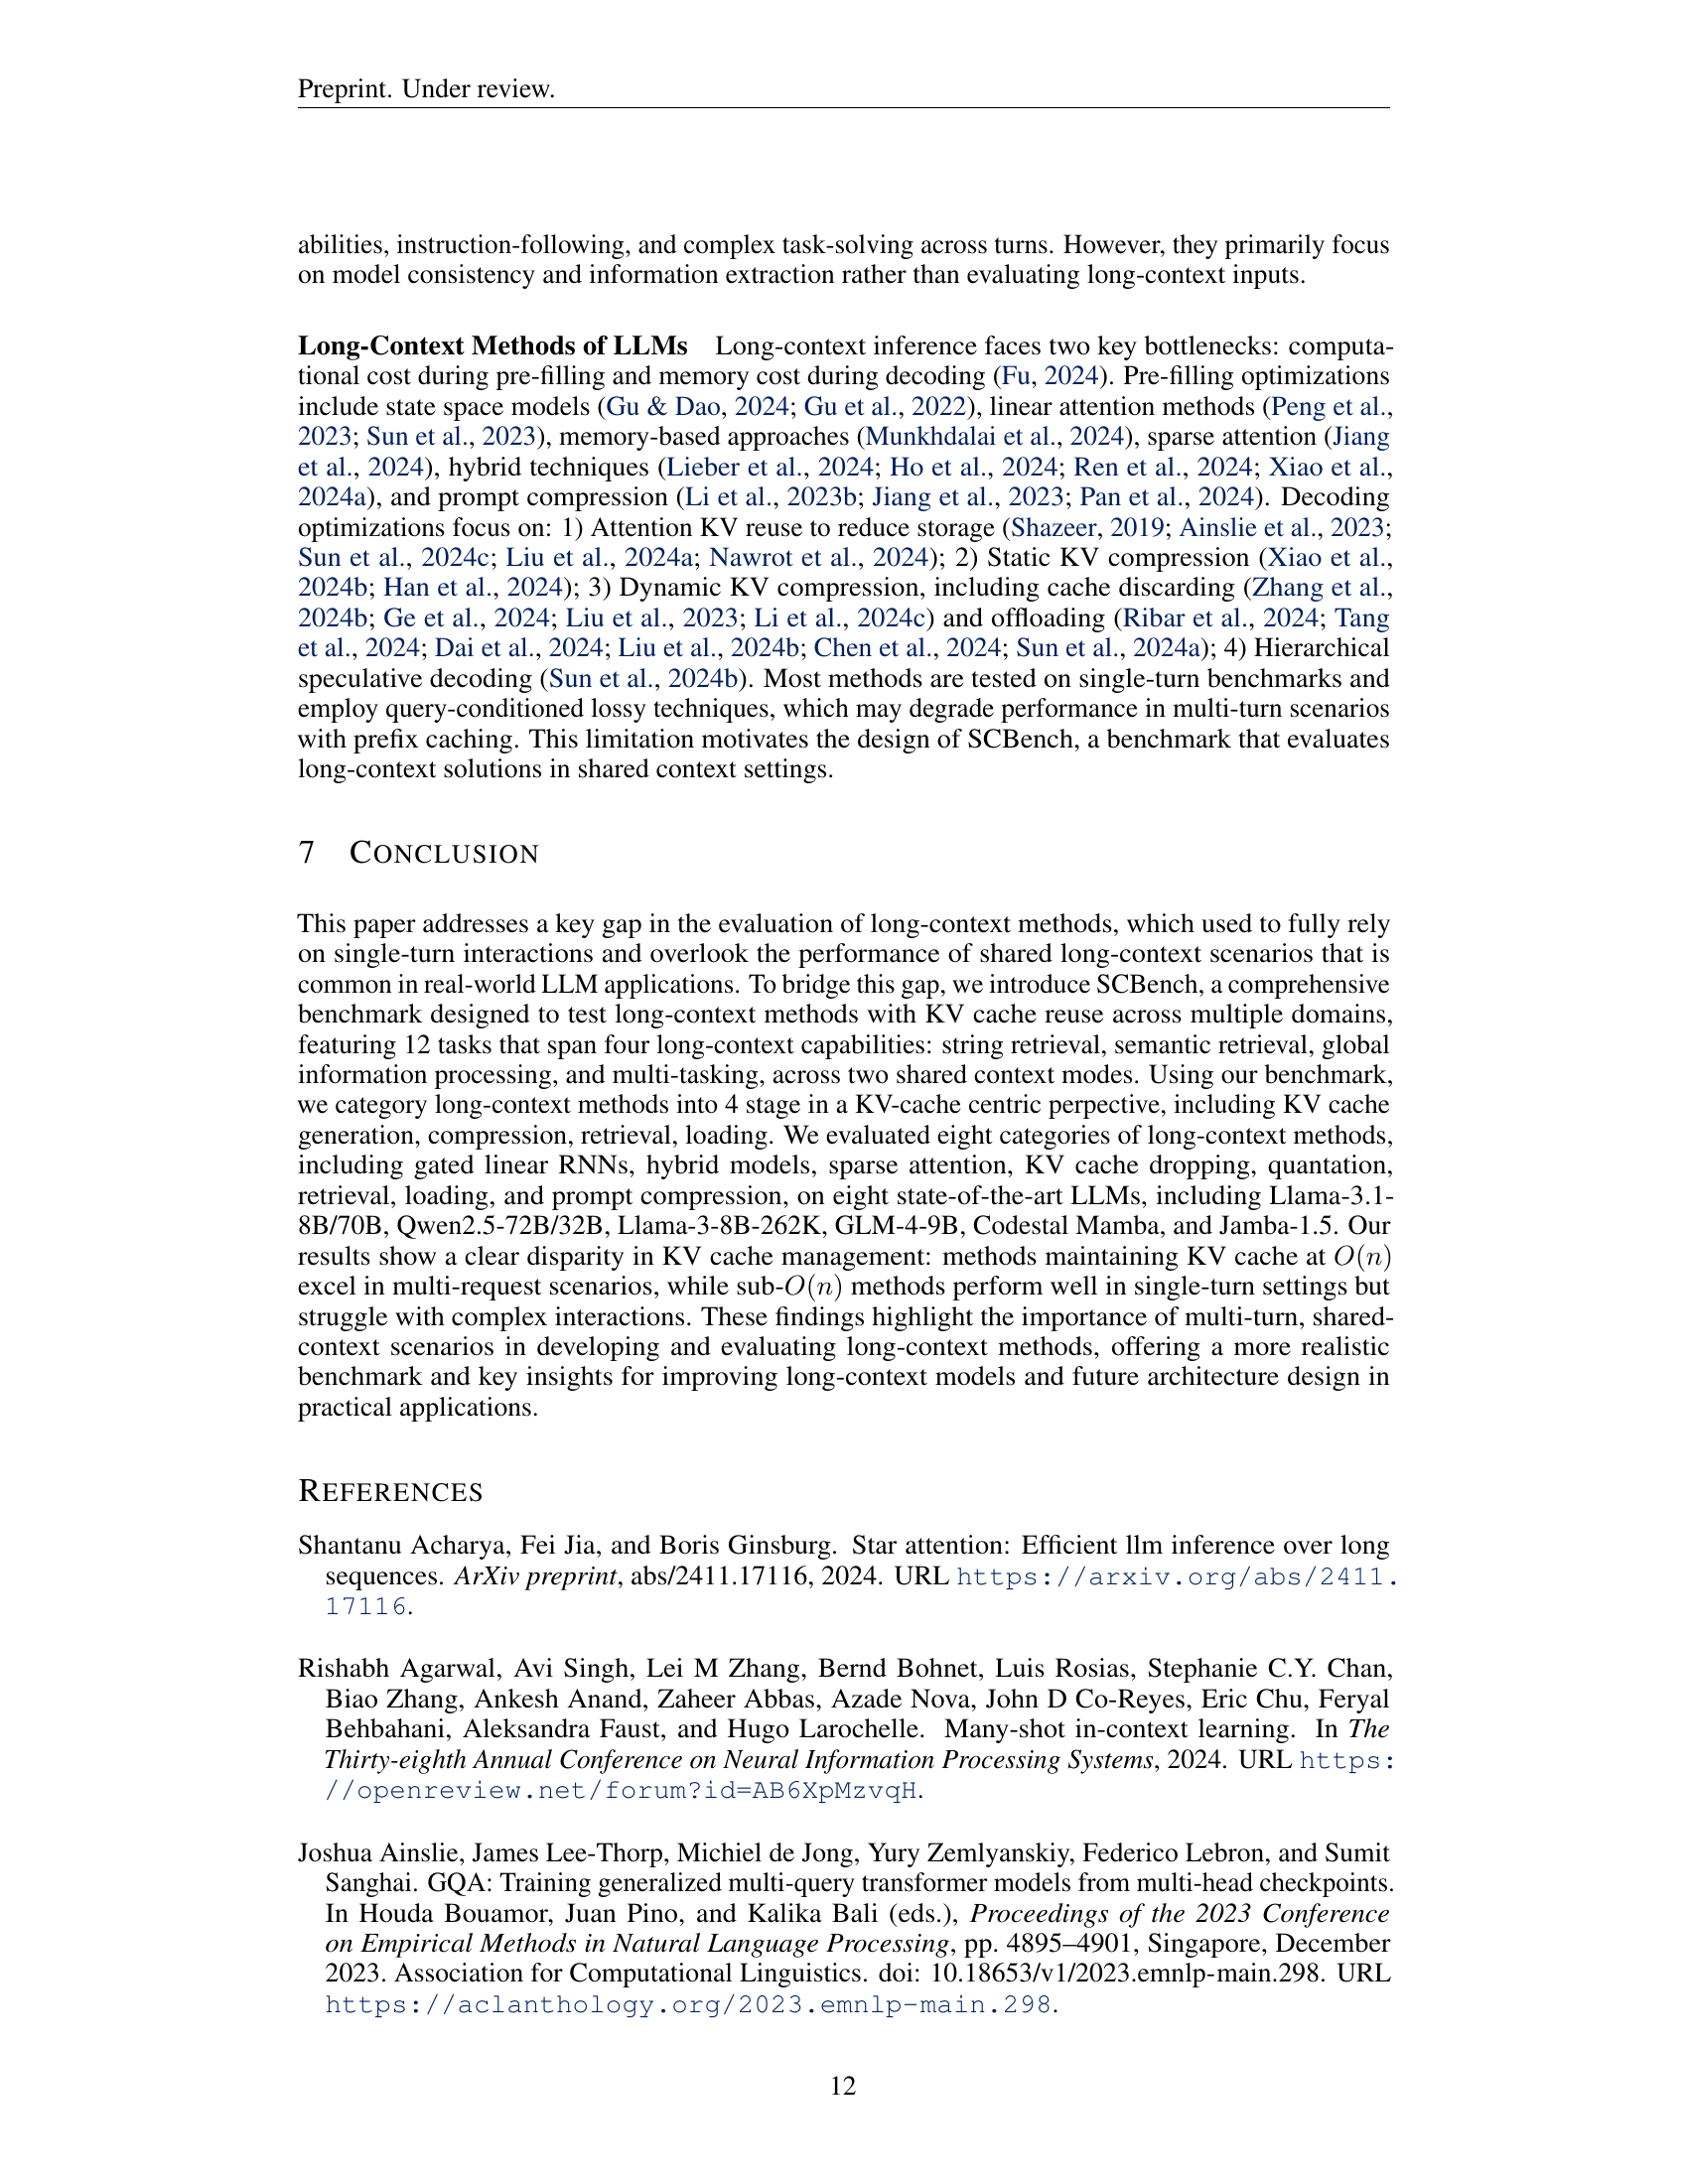 Preprint. Under review.
abilities, instruction-following, and complex task-solving across turns. However, they primarily focus
on model consistency and information extraction rather than evaluating long-context inputs.
Long-Context Methods of LLMs Long-context inference faces two key bottlenecks: computa-
tional cost during pre-filling and memory cost during decoding (Fu, 2024). Pre-filling optimizations
include state space models (Gu & Dao, 2024; Gu et al., 2022), linear attention methods (Peng et al.,
2023; Sun et al., 2023), memory-based approaches (Munkhdalai et al., 2024), sparse attention (Jiang
et al., 2024), hybrid techniques (Lieber et al., 2024; Ho et al., 2024; Ren et al., 2024; Xiao et al.,
2024a), and prompt compression (Li et al., 2023b; Jiang et al., 2023; Pan et al., 2024). Decoding
optimizations focus on: 1) Attention KV reuse to reduce storage (Shazeer, 2019; Ainslie et al., 2023;
Sun et al., 2024c; Liu et al., 2024a; Nawrot et al., 2024); 2) Static KV compression (Xiao et al.,
2024b; Han et al., 2024); 3) Dynamic KV compression, including cache discarding (Zhang et al.,
2024b; Ge et al., 2024; Liu et al., 2023; Li et al., 2024c) and offloading (Ribar et al., 2024; Tang
et al., 2024; Dai et al., 2024; Liu et al., 2024b; Chen et al., 2024; Sun et al., 2024a); 4) Hierarchical
speculative decoding (Sun et al., 2024b). Most methods are tested on single-turn benchmarks and
employ query-conditioned lossy techniques, which may degrade performance in multi-turn scenarios
with prefix caching. This limitation motivates the design of SCBench, a benchmark that evaluates
long-context solutions in shared context settings.
7 CONCLUSION
This paper addresses a key gap in the evaluation of long-context methods, which used to fully rely
on single-turn interactions and overlook the performance of shared long-context scenarios that is
common in real-world LLM applications. To bridge this gap, we introduce SCBench, a comprehensive
benchmark designed to test long-context methods with KV cache reuse across multiple domains,
featuring 12 tasks that span four long-context capabilities: string retrieval, semantic retrieval, global
information processing, and multi-tasking, across two shared context modes. Using our benchmark,
we category long-context methods into 4 stage in a KV-cache centric perpective, including KV cache
generation, compression, retrieval, loading. We evaluated eight categories of long-context methods,
including gated linear RNNs, hybrid models, sparse attention, KV cache dropping, quantation,
retrieval, loading, and prompt compression, on eight state-of-the-art LLMs, including Llama-3.1-
8B/70B, Qwen2.5-72B/32B, Llama-3-8B-262K, GLM-4-9B, Codestal Mamba, and Jamba-1.5. Our
results show a clear disparity in KV cache management: methods maintaining KV cache at O(n)
excel in multi-request scenarios, while sub-O(n) methods perform well in single-turn settings but
struggle with complex interactions. These findings highlight the importance of multi-turn, shared-
context scenarios in developing and evaluating long-context methods, offering a more realistic
benchmark and key insights for improving long-context models and future architecture design in
practical applications.
REFERENCES
Shantanu Acharya, Fei Jia, and Boris Ginsburg. Star attention: Efficient llm inference over long
sequences. ArXiv preprint, abs/2411.17116, 2024. URL https://arxiv.org/abs/2411.
17116.
Rishabh Agarwal, Avi Singh, Lei M Zhang, Bernd Bohnet, Luis Rosias, Stephanie C.Y. Chan,
Biao Zhang, Ankesh Anand, Zaheer Abbas, Azade Nova, John D Co-Reyes, Eric Chu, Feryal
Behbahani, Aleksandra Faust, and Hugo Larochelle. Many-shot in-context learning. In The
Thirty-eighth Annual Conference on Neural Information Processing Systems, 2024. URL https:
//openreview.net/forum?id=AB6XpMzvqH.
Joshua Ainslie, James Lee-Thorp, Michiel de Jong, Yury Zemlyanskiy, Federico Lebron, and Sumit
Sanghai. GQA: Training generalized multi-query transformer models from multi-head checkpoints.
In Houda Bouamor, Juan Pino, and Kalika Bali (eds.), Proceedings of the 2023 Conference
on Empirical Methods in Natural Language Processing, pp. 4895–4901, Singapore, December
2023. Association for Computational Linguistics. doi: 10.18653/v1/2023.emnlp-main.298. URL
https://aclanthology.org/2023.emnlp-main.298.
12